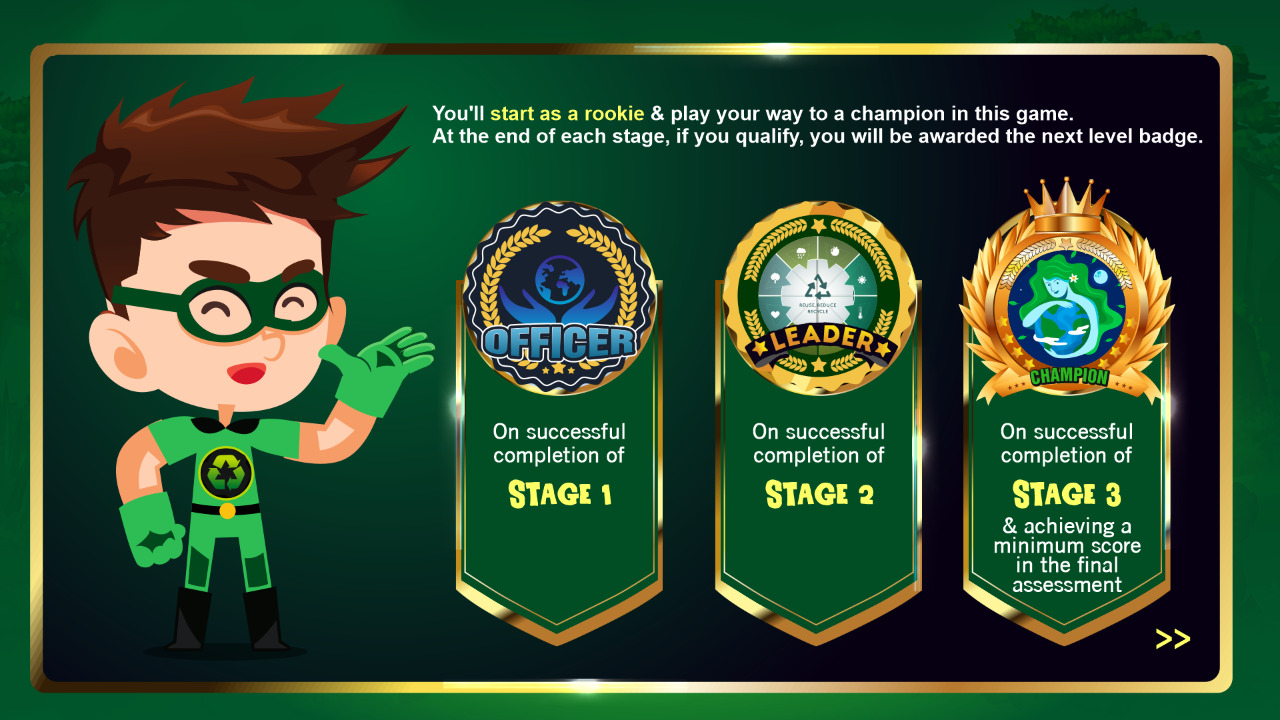 You'll start as a rookie & play your way to a champion in this game.
At the end of each stage, if you qualify, you will be awarded the next level badge.
OFFICER
REUSE, REDUCE
RECYCLE
LEADER
CHAMPION
On successful
completion of
STAGE 1
On successful
completion of
STAGE 2
On successful
completion of
STAGE 3
& achieving a
minimum score
in the final
assessment
>>